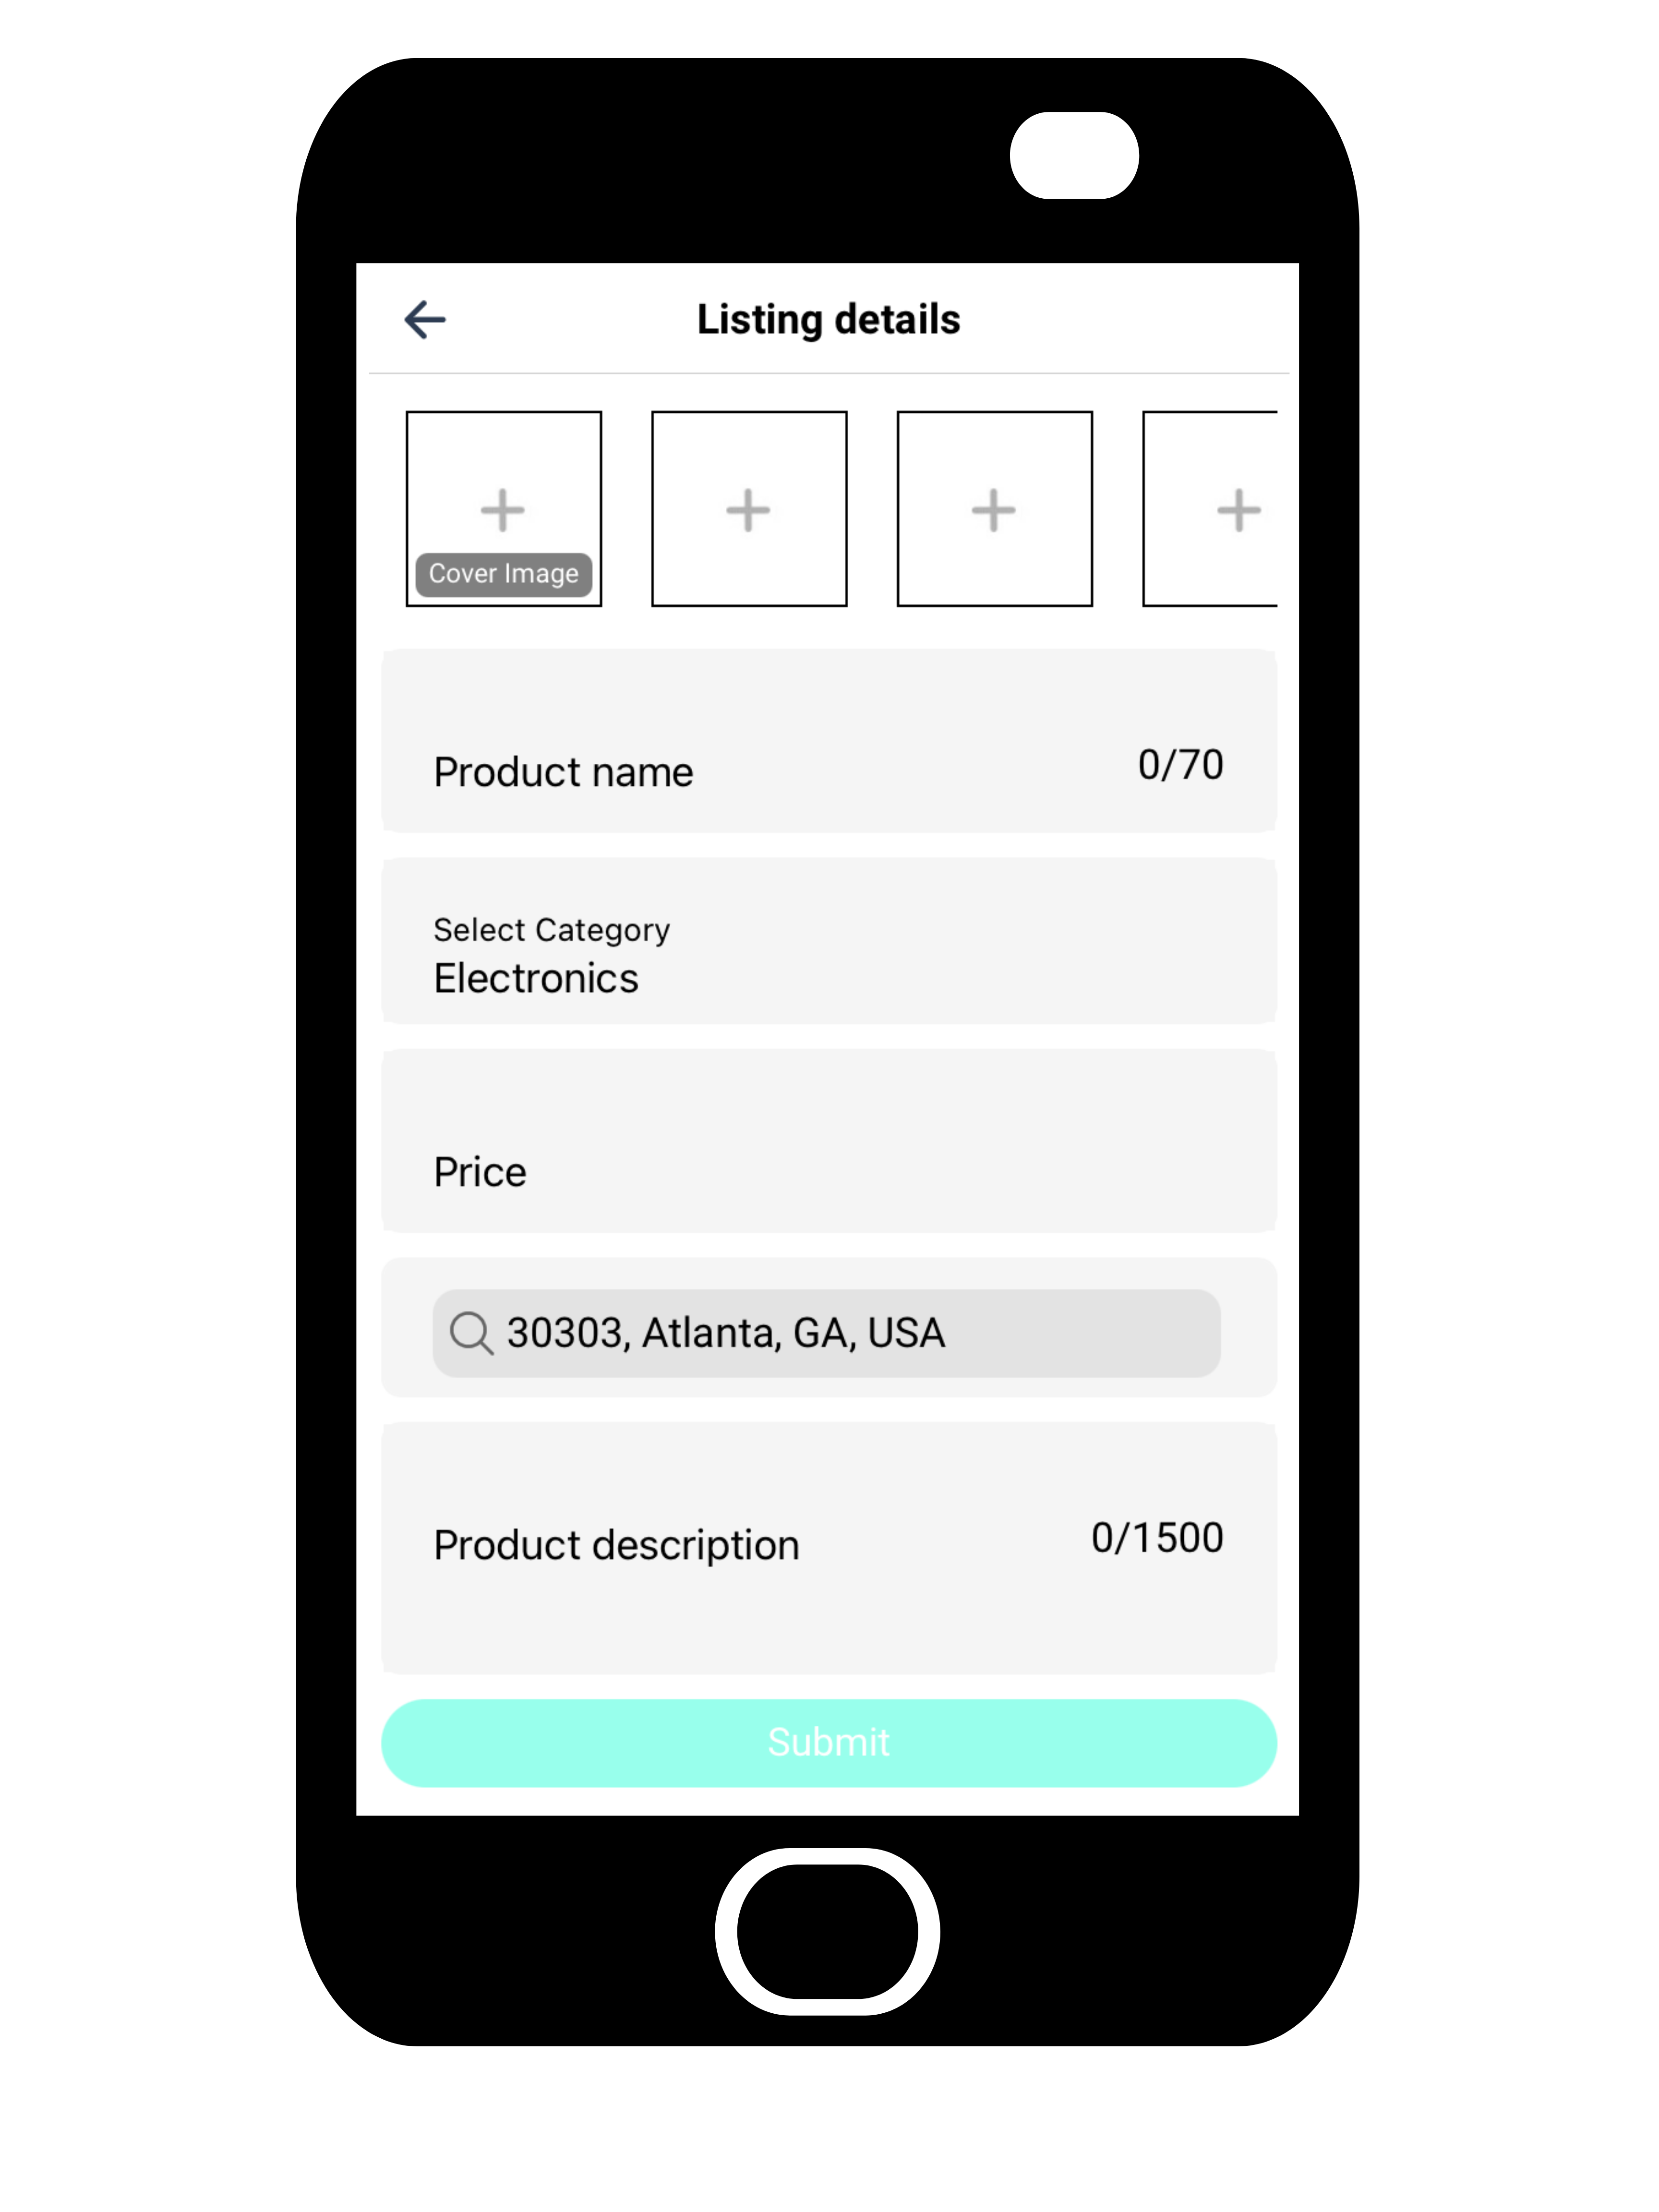 Listing details
Cover Image
Product name 0/70
Select Category
Electronics
Price
30303, Atlanta, GA, USA
Product description 0/1500
Submit